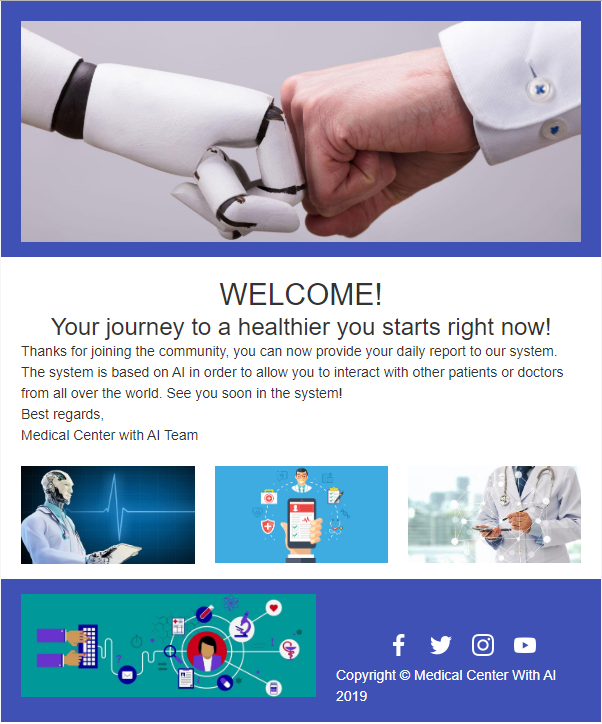 WELCOME!
Your journey to a healthier you starts right now!
Thanks for joining the community, you can now provide your daily report to our system.
The system is based on AI in order to allow you to interact with other patients or doctors
from all over the world. See you soon in the system!
Best regards,
Medical Center with AI Team
Copyright © Medical Center With AI
2019